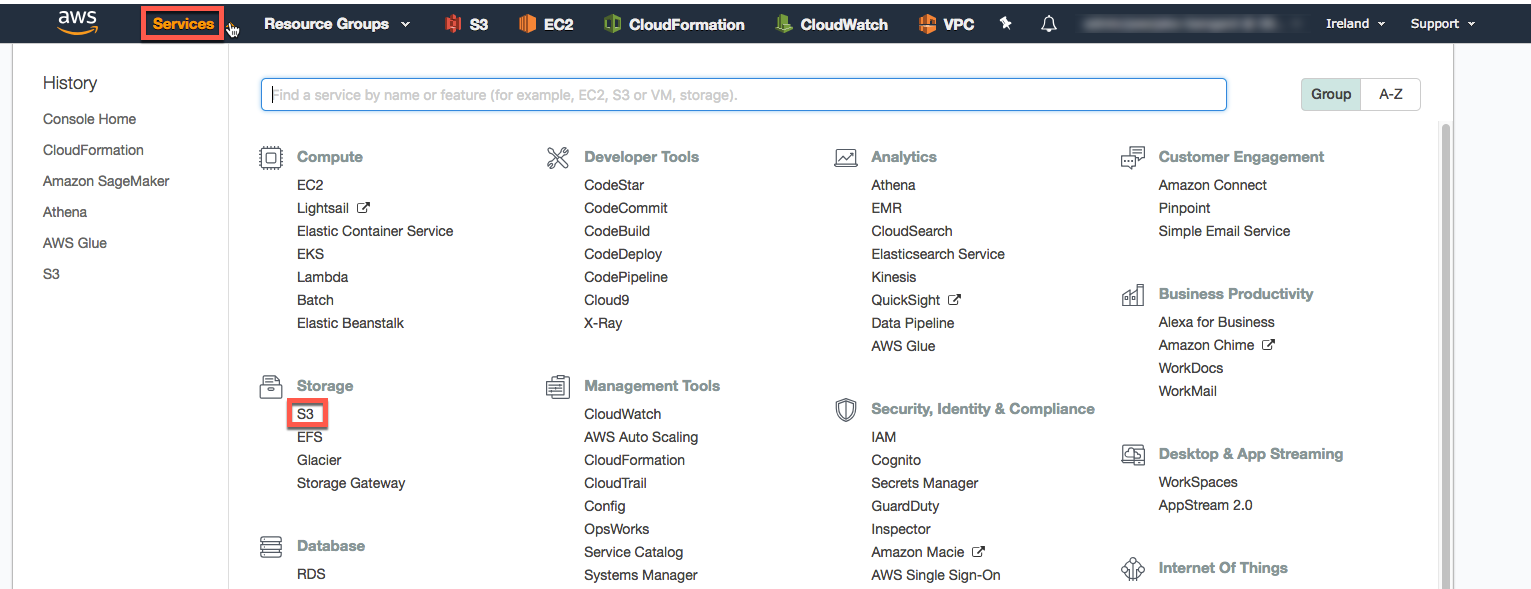 aws Services Resource Groups S3 EC2 CloudFormation CloudWatch VPC Ireland Support
History
Console Home
CloudFormation
Amazon SageMaker
Athena
AWS Glue
S3
Find a service by name or feature (for example, EC2, S3 or VM, storage).
Group A-Z
Compute
EC2
Lightsail
Elastic Container Service
EKS
Lambda
Batch
Elastic Beanstalk
Storage
S3
EFS
Glacier
Storage Gateway
Database
RDS
Developer Tools
CodeStar
CodeCommit
CodeBuild
CodeDeploy
CodePipeline
Cloud9
X-Ray
Management Tools
CloudWatch
AWS Auto Scaling
CloudFormation
CloudTrail
Config
OpsWorks
Service Catalog
Systems Manager
Analytics
Athena
EMR
CloudSearch
Elasticsearch Service
Kinesis
QuickSight
Data Pipeline
AWS Glue
Security, Identity & Compliance
IAM
Cognito
Secrets Manager
GuardDuty
Inspector
Amazon Macie
AWS Single Sign-On
Customer Engagement
Amazon Connect
Pinpoint
Simple Email Service
Business Productivity
Alexa for Business
Amazon Chime
WorkDocs
WorkMail
Desktop & App Streaming
WorkSpaces
AppStream 2.0
Internet Of Things